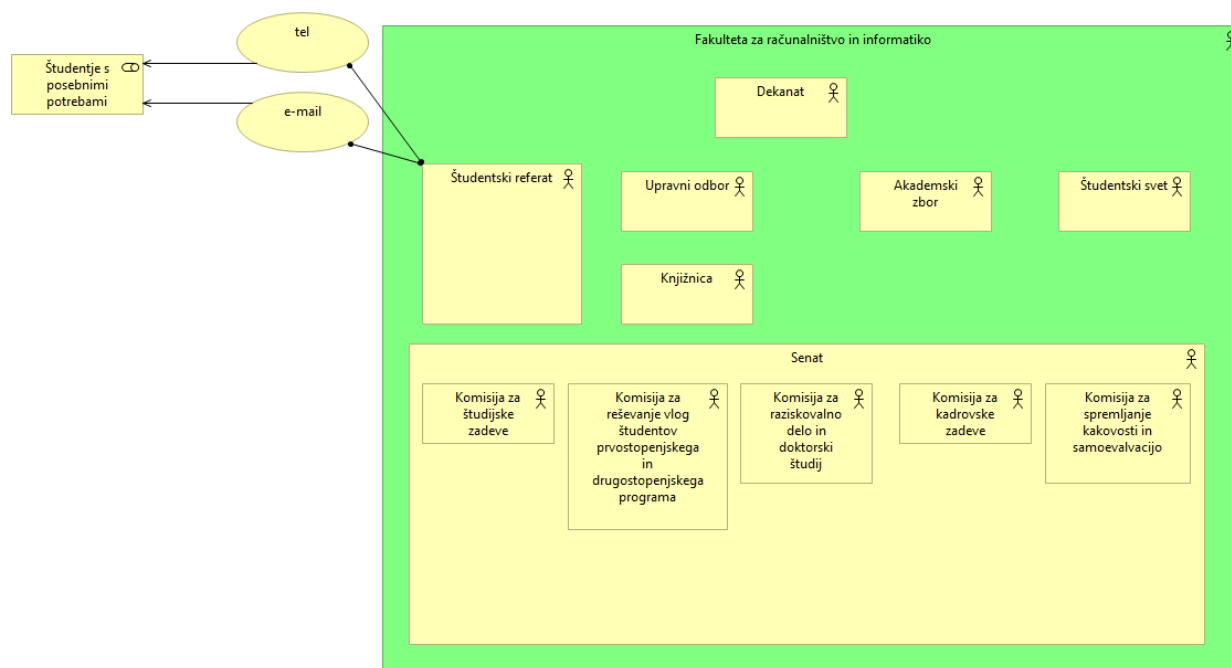 tel
Fakulteta za računalništvo in informatiko
Študentje s
posebnimi
potrebami
e-mail
Dekanat
Študentski referat
Upravni odbor
Akademski
zbor
Študentski svet
Knjižnica
Senat
Komisija za
študijske
zadeve
Komisija za
reševanje vlog
študentov
prvostopenjskega
in
drugostopenjskega
programa
Komisija za
raziskovalno
delo in
doktorski
študij
Komisija za
kadrovske
zadeve
Komisija za
spremljanje
kakovosti in
samoevalvacijo